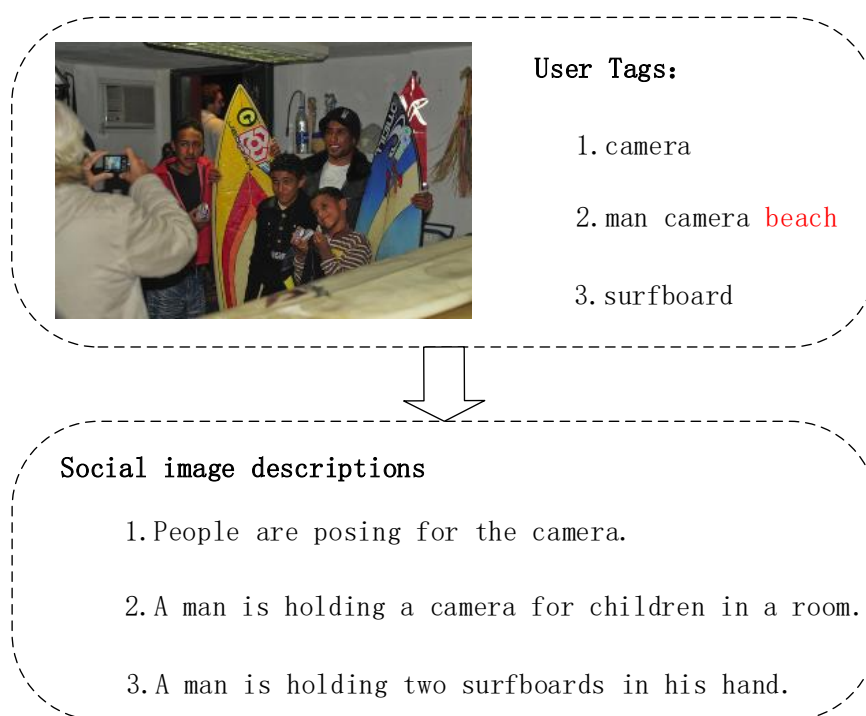 User Tags:
1.camera
2.man camera beach
3.surfboard
Social image descriptions
1.People are posing for the camera.
2.A man is holding a camera for children in a room.
3.A man is holding two surfboards in his hand.